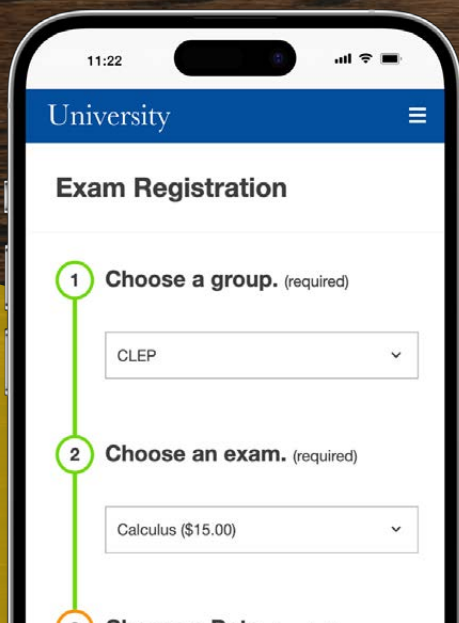 11:22
University
Exam Registration
1 Choose a group. (required)
CLEP
2 Choose an exam. (required)
Calculus ($15.00)